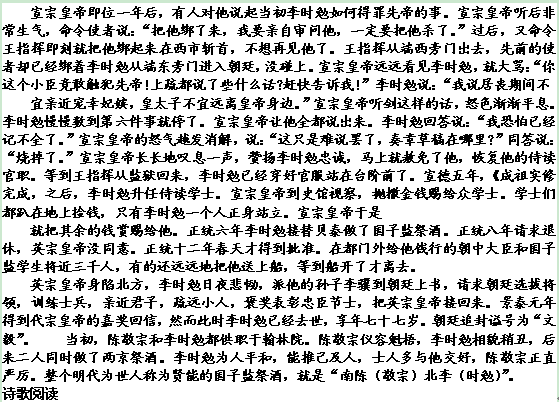 宣宗皇帝即位一年后，有人对他说起当初李时勉如何得罪先帝的事。宣宗皇帝听后非
常生气，命令使者说：“把他绑了来，我要亲自审问他，一定要把他杀了。”过后，又命令
王指挥即刻就把他绑起来在西市斩首，不想再见他了。王指挥从端西旁门出去，先前的使
者却已经绑着李时勉从端东旁门进入朝廷，没碰上。宣宗皇帝远远看见李时勉，就大骂：“你
这个小臣竟敢触犯先帝！上疏都说了些什么话？赶快告诉我！”李时勉说：“我说居丧期间不
宜亲近宠幸妃嫔，皇太子不宜远离皇帝身边。”宣宗皇帝听到这样的话，怒色渐渐平息。
李时勉慢慢数到第六件事就停了。宣宗皇帝让他全都说出来。李时勉回答说：“我恐怕已经
记不全了。”宣宗皇帝的怒气越发消解，说：“这只是难说罢了，奏章草稿在哪里？”回答说：
“烧掉了。”宣宗皇帝长长地叹息一声，赞扬李时勉忠诚，马上就赦免了他，恢复他的侍读
官职。等到王指挥从监狱回来，李时勉已经穿好官服站在台阶前了。宣德五年，《成祖实修
完成，之后，李时勉升任侍读学士。宣宗皇帝到史馆视察，抛撒金钱赐给众学士。学士们
都趴在地上捡钱，只有李时勉一个人正身站立。宣宗皇帝于是
就把其余的钱赏赐给他。正统六年李时勉接替贝泰做了国子监祭酒。正统八年请求退
休，英宗皇帝没同意。正统十二年春天才得到批准。在都门外给他饯行的朝中大臣和国子
监学生将近三千人，有的还远远地把他送上船，等到船开了才离去。
英宗皇帝身陷北方，李时勉日夜悲恸，派他的孙子李骥到朝廷上书，请求朝廷选拔将
领，训练士兵，亲近君子，疏远小人，褒奖表彰忠臣节士，把英宗皇帝接回来。景泰元年
得到代宗皇帝的嘉奖回信，然而此时李时勉已经去世，享年七十七岁。朝廷追封谥号为“文
毅”。 当初，陈敬宗和李时勉都供职于翰林院。陈敬宗仪容魁梧，李时勉相貌稍丑，后
来二人同时做了两京祭酒。李时勉为人平和，能推己及人，士人多与他交好，陈敬宗正直
严厉。整个明代为世人称为贤能的国子监祭酒，就是“南陈（敬宗）北李（时勉）”。
诗歌阅读